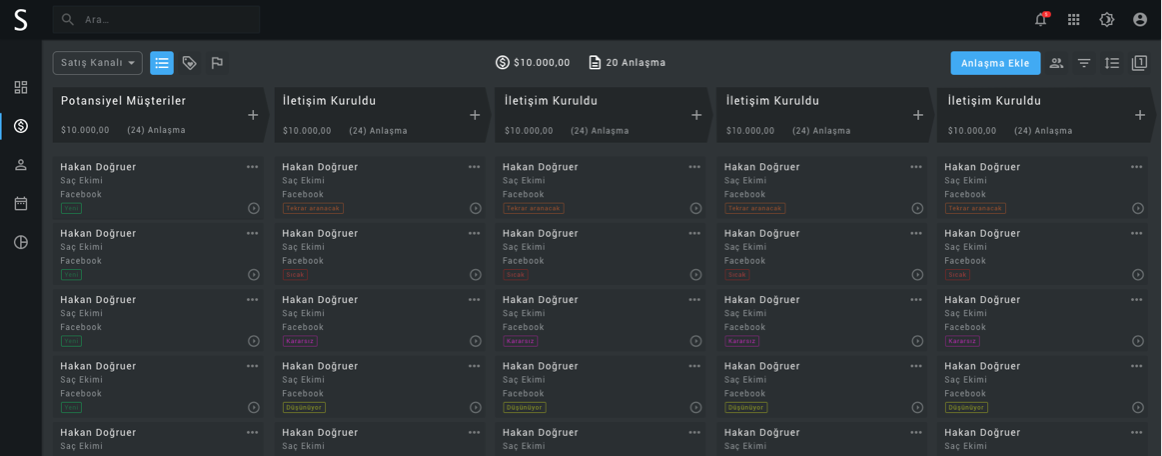 S
Ara...
Satış Kanalı
$10.000,00
20 Anlaşma
Anlaşma Ekle
Potansiyel Müşteriler
$10.000,00 (24) Anlaşma
İletişim Kuruldu
$10.000,00 (24) Anlaşma
İletişim Kuruldu
$10.000,00 (24) Anlaşma
İletişim Kuruldu
$10.000,00 (24) Anlaşma
İletişim Kuruldu
$10.000,00 (24) Anlaşma
Hakan Doğruer
Saç Ekimi
Facebook
Yeni
Hakan Doğruer
Saç Ekimi
Facebook
Tekrar aranacak
Hakan Doğruer
Saç Ekimi
Facebook
Tekrar aranacak
Hakan Doğruer
Saç Ekimi
Facebook
Tekrar aranacak
Hakan Doğruer
Saç Ekimi
Facebook
Tekrar aranacak
Hakan Doğruer
Saç Ekimi
Facebook
Yeni
Hakan Doğruer
Saç Ekimi
Facebook
Sıcak
Hakan Doğruer
Saç Ekimi
Facebook
Sıcak
Hakan Doğruer
Saç Ekimi
Facebook
Sıcak
Hakan Doğruer
Saç Ekimi
Facebook
Sıcak
Hakan Doğruer
Saç Ekimi
Facebook
Yeni
Hakan Doğruer
Saç Ekimi
Facebook
Kararsız
Hakan Doğruer
Saç Ekimi
Facebook
Kararsız
Hakan Doğruer
Saç Ekimi
Facebook
Kararsız
Hakan Doğruer
Saç Ekimi
Facebook
Kararsız
Hakan Doğruer
Saç Ekimi
Facebook
Yeni
Hakan Doğruer
Saç Ekimi
Facebook
Düşünüyor
Hakan Doğruer
Saç Ekimi
Facebook
Düşünüyor
Hakan Doğruer
Saç Ekimi
Facebook
Düşünüyor
Hakan Doğruer
Saç Ekimi
Facebook
Düşünüyor
Hakan Doğruer
Saç Ekimi
Hakan Doğruer
Saç Ekimi
Hakan Doğruer
Saç Ekimi
Hakan Doğruer
Saç Ekimi
Hakan Doğruer
Saç Ekimi